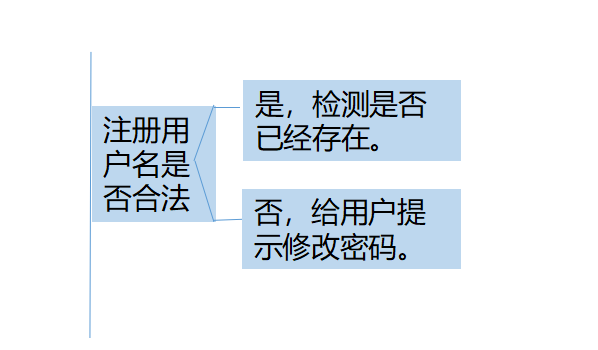 注册用
户名是
否合法
是，检测是否
已经存在。
否，给用户提
示修改密码。